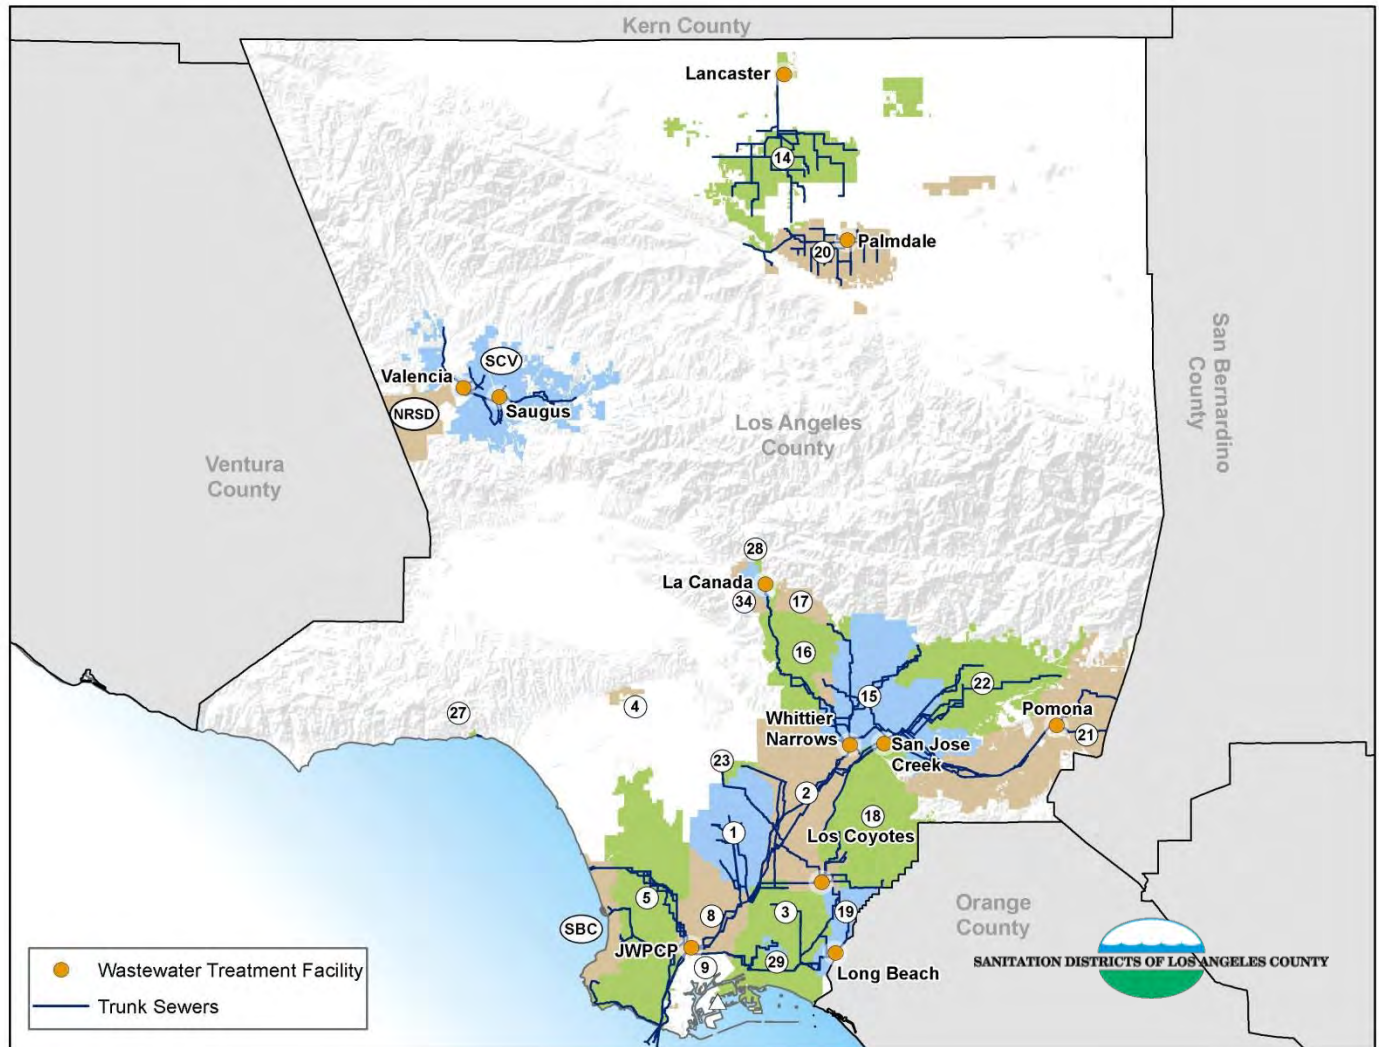 Kern County
Lancaster
14
Palmdale
20
San Bernardino
County
SCV
Valencia
Saugus
NRSD
Los Angeles
County
Ventura
County
28
La Canada
34
17
16
15
22
27
4
Pomona
21
Whittier
Narrows
San Jose
Creek
23
2
1
18
Los Coyotes
5
8
3
19
SBC
Orange
County
JWPCP
9
29
Long Beach
SANITATION DISTRICTS OF LOS ANGELES COUNTY
Wastewater Treatment Facility
Trunk Sewers